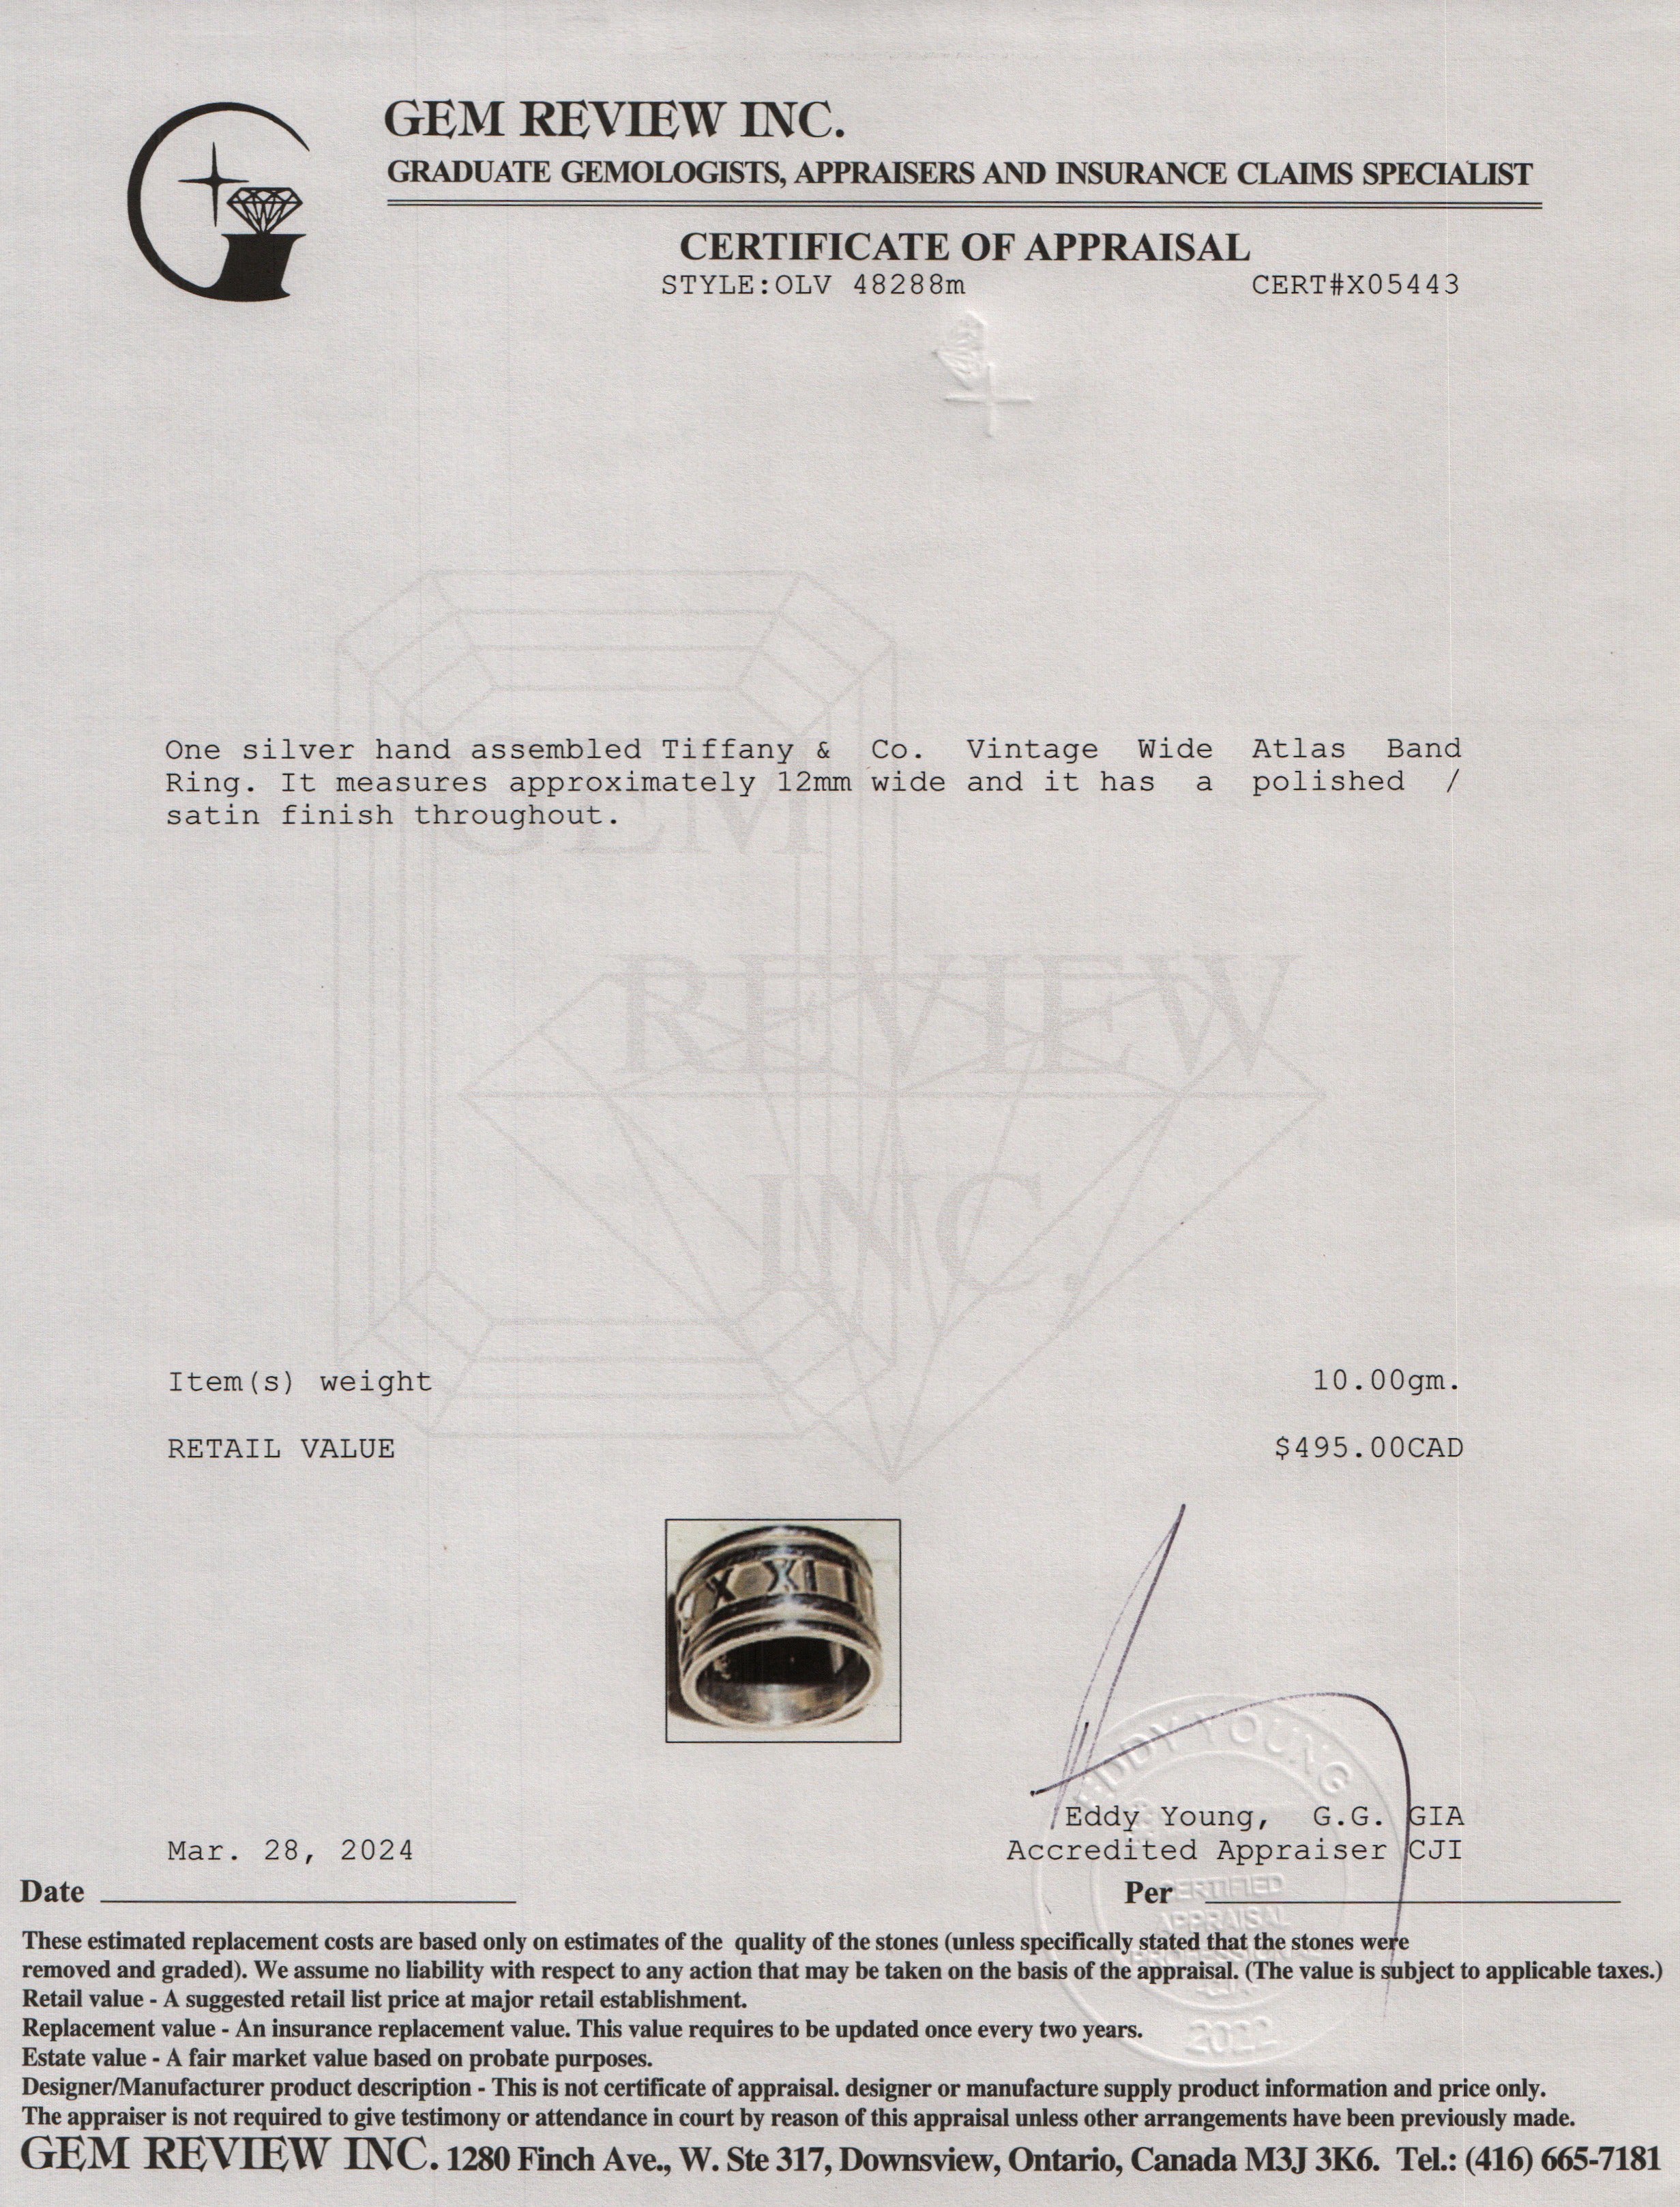 GEM REVIEW INC.
GRADUATE GEMOLOGISTS, APPRAISERS AND INSURANCE CLAIMS SPECIALIST
CERTIFICATE OF APPRAISAL
STYLE:OLV 48288m CERT#X05443
One silver hand assembled Tiffany & Co. Vintage Wide Atlas Band
Ring. It measures approximately 12mm wide and it has a polished /
satin finish throughout.
GEM
REVIEW
INC.
Item(s) weight 10.00gm.
RETAIL VALUE $495.00CAD
X XII
EDDY YOUNG
Eddy Young, G.G. GIA
Mar. 28, 2024 Accredited Appraiser CJI
Date Per
CERTIFIED
APPRAISAL
PROFESSIONAL
2022
These estimated replacement costs are based only on estimates of the quality of the stones (unless specifically stated that the stones were
removed and graded). We assume no liability with respect to any action that may be taken on the basis of the appraisal. (The value is subject to applicable taxes.)
Retail value - A suggested retail list price at major retail establishment.
Replacement value - An insurance replacement value. This value requires to be updated once every two years.
Estate value - A fair market value based on probate purposes.
Designer/Manufacturer product description - This is not certificate of appraisal. designer or manufacture supply product information and price only.
The appraiser is not required to give testimony or attendance in court by reason of this appraisal unless other arrangements have been previously made.
GEM REVIEW INC. 1280 Finch Ave., W. Ste 317, Downsview, Ontario, Canada M3J 3K6. Tel.: (416) 665-7181